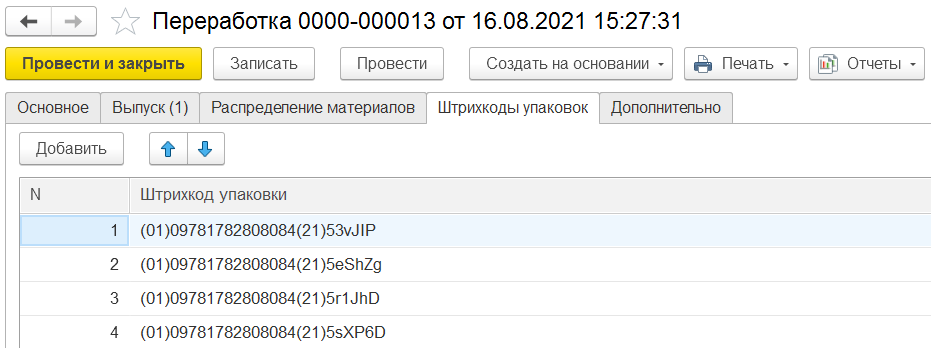 Переработка 0000-000013 от 16.08.2021 15:27:31
Провести и закрыть Записать Провести Создать на основании Печать Отчеты
Основное Выпуск (1) Распределение материалов Штрихкоды упаковок Дополнительно
Добавить
N Штрихкод упаковки
1 (01)09781782808084(21)53vJIP
2 (01)09781782808084(21)5eShZg
3 (01)09781782808084(21)5r1JhD
4 (01)09781782808084(21)5sXP6D